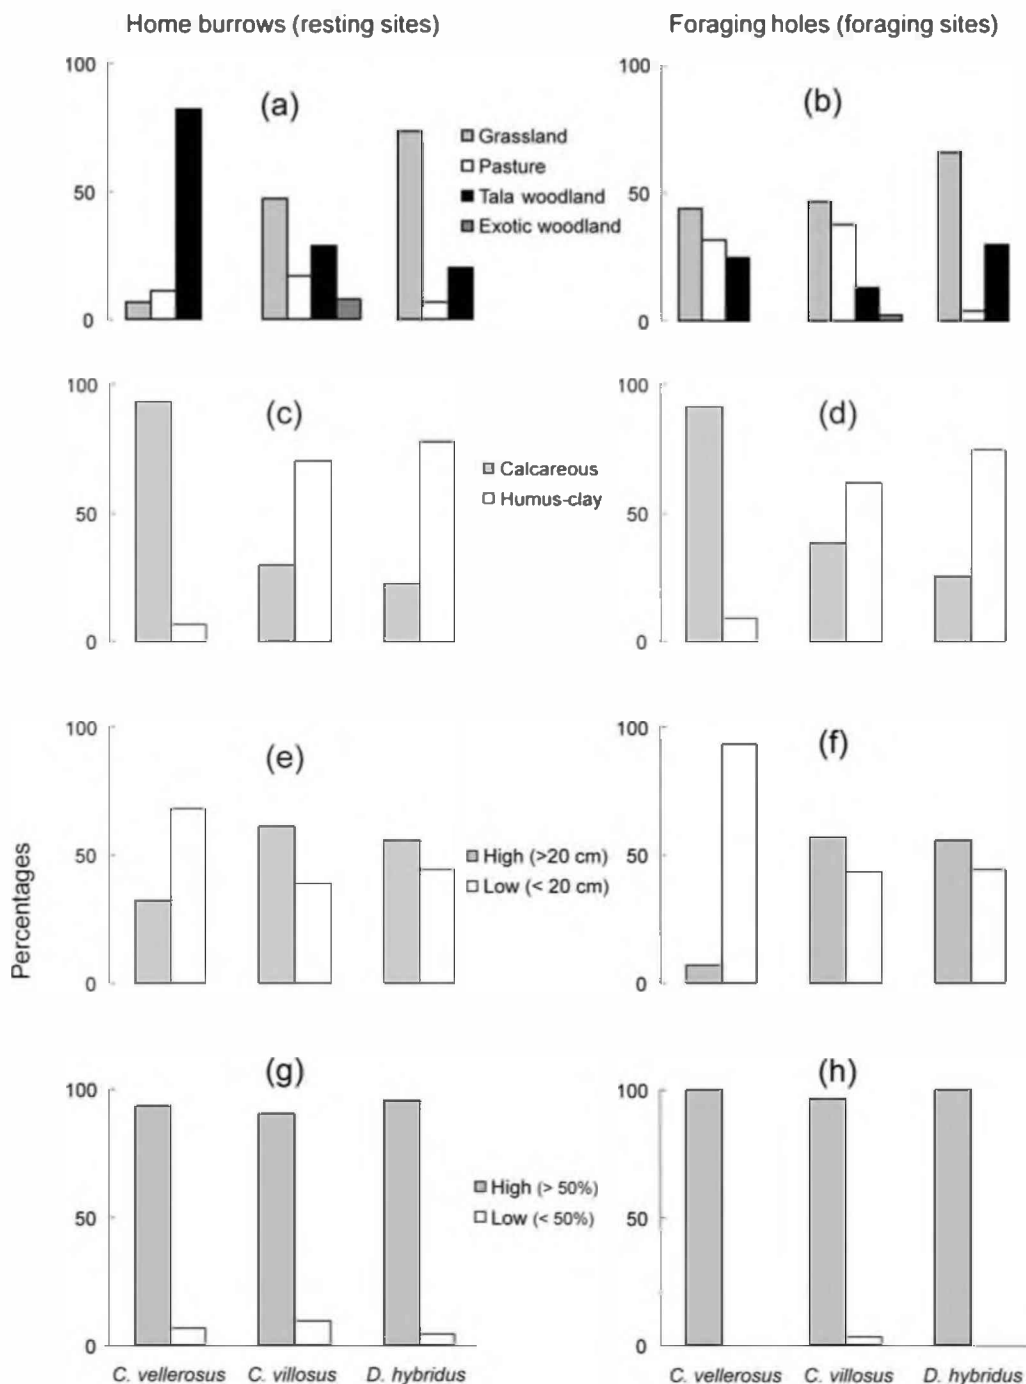 Home burrows (resting sites)
Foraging holes (foraging sites)
100
50
0
(a)
Grassland
Pasture
Tala woodland
Exotic woodland
100
50
0
(b)
100
50
0
(c)
Calcareous
Humus-clay
100
50
0
(d)
Percentages
100
50
0
(e)
High (>20 cm)
Low (< 20 cm)
100
50
0
(f)
100
50
0
(g)
High (> 50%)
Low (< 50%)
100
50
0
(h)
C. vellerosus C. villosus D. hybridus
C. vellerosus C. villosus D. hybridus